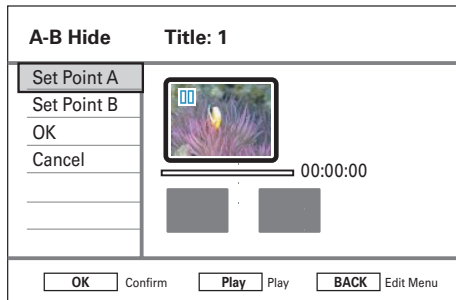 A-B Hide Title: 1
Set Point A
Set Point B
OK
Cancel
00:00:00
OK Confirm Play Play BACK Edit Menu